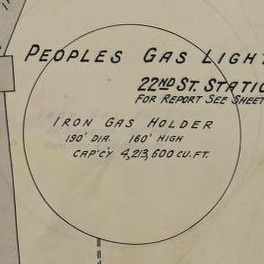 PEOPLES GAS LIGHT
22ND ST. STATIO
FOR REPORT SEE SHEET
IRON GAS HOLDER
190' DIA. 160' HIGH
CAP'CY 4,213,600 CU. FT.